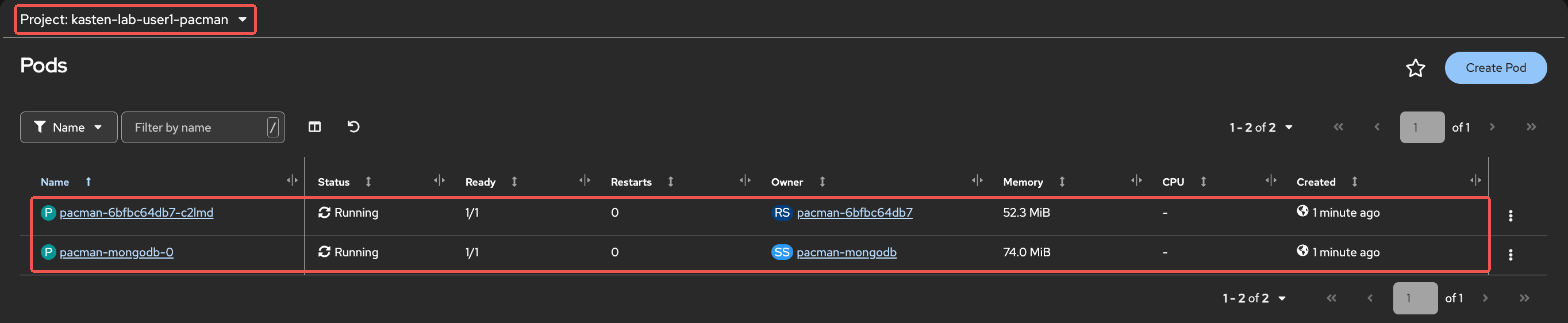 Project: kasten-lab-user1-pacman
Pods
Create Pod
Name Filter by name / 1 - 2 of 2 1 of 1
Name Status Ready Restarts Owner Memory CPU Created
P pacman-6bfbc64db7-c2lmd Running 1/1 0 RS pacman-6bfbc64db7 52.3 MiB - 1 minute ago
P pacman-mongodb-0 Running 1/1 0 SS pacman-mongodb 74.0 MiB - 1 minute ago
1 - 2 of 2 1 of 1